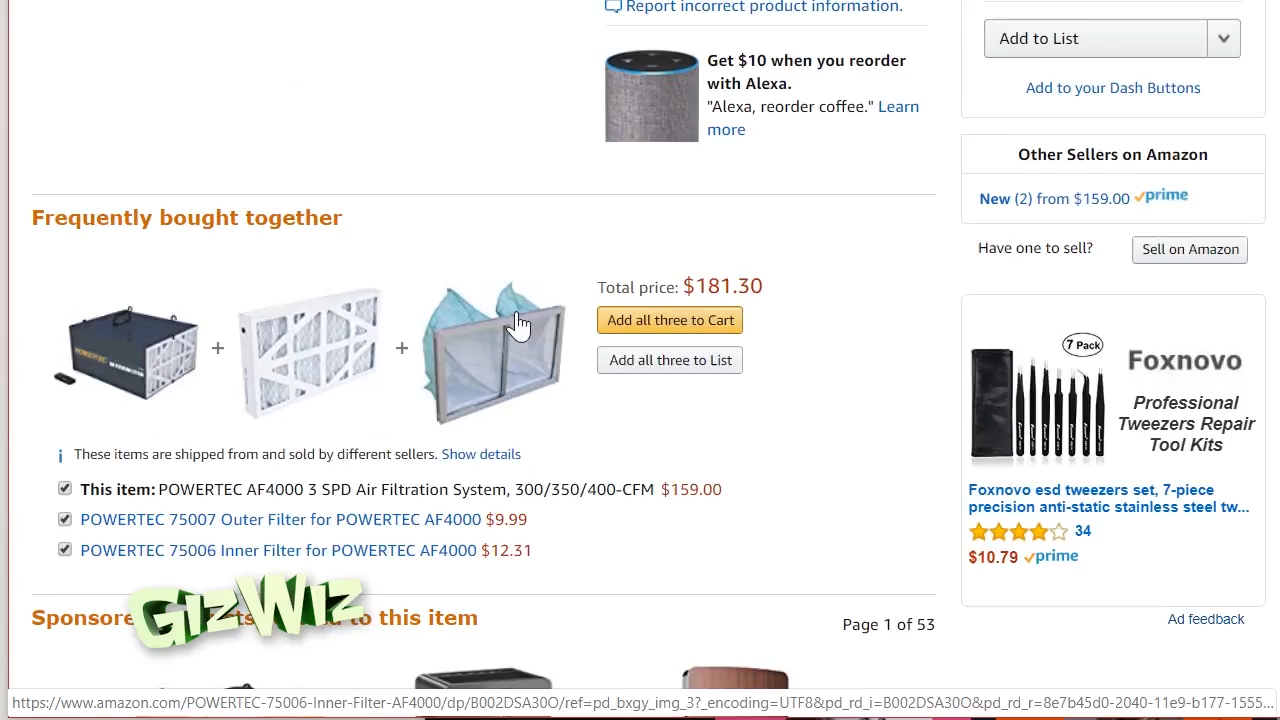 Report incorrect product information.
Get $10 when you reorder
with Alexa.
"Alexa, reorder coffee." Learn
more
Add to List
Add to your Dash Buttons
Other Sellers on Amazon
New (2) from $159.00 prime
Have one to sell?
Sell on Amazon
Frequently bought together
POWERTEC
+
+
Total price: $181.30
Add all three to Cart
Add all three to List
These items are shipped from and sold by different sellers. Show details
This item: POWERTEC AF4000 3 SPD Air Filtration System, 300/350/400-CFM $159.00
POWERTEC 75007 Outer Filter for POWERTEC AF4000 $9.99
POWERTEC 75006 Inner Filter for POWERTEC AF4000 $12.31
7 Pack
Foxnovo
Professional
Tweezers Repair
Tool Kits
Foxnovo esd tweezers set, 7-piece
precision anti-static stainless steel tw...
34
$10.79 prime
Ad feedback
GizWiz
to this item
Page 1 of 53
https://www.amazon.com/POWERTEC-75006-Inner-Filter-AF4000/dp/B002DSA30O/ref=pd_bxgy_img_3?_encoding=UTF8&pd_rd_i=B002DSA30O&pd_rd_r=8e7b45d0-2040-11e9-b177-1555...